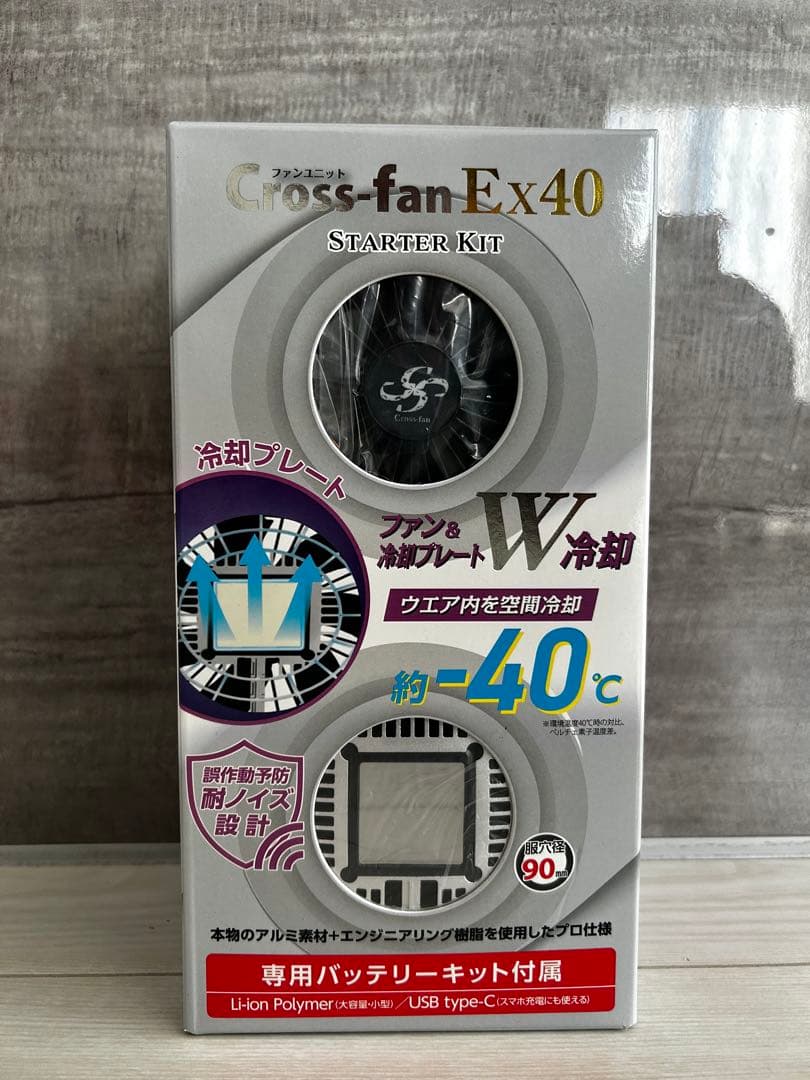 ファンユニット
Cross-fan Ex40
STARTER KIT
Cross-fan
冷却プレート
ファン&
冷却プレート
W冷却
ウエア内を空間冷却
約-40℃
※環境温度40℃時の対比、
ペルチェ素子温度差。
誤作動予防
耐ノイズ
設計
服穴径
90mm
本物のアルミ素材+エンジニアリング樹脂を使用したプロ仕様
専用バッテリーキット付属
Li-ion Polymer(大容量・小型)/USB type-C(スマホ充電にも使える)